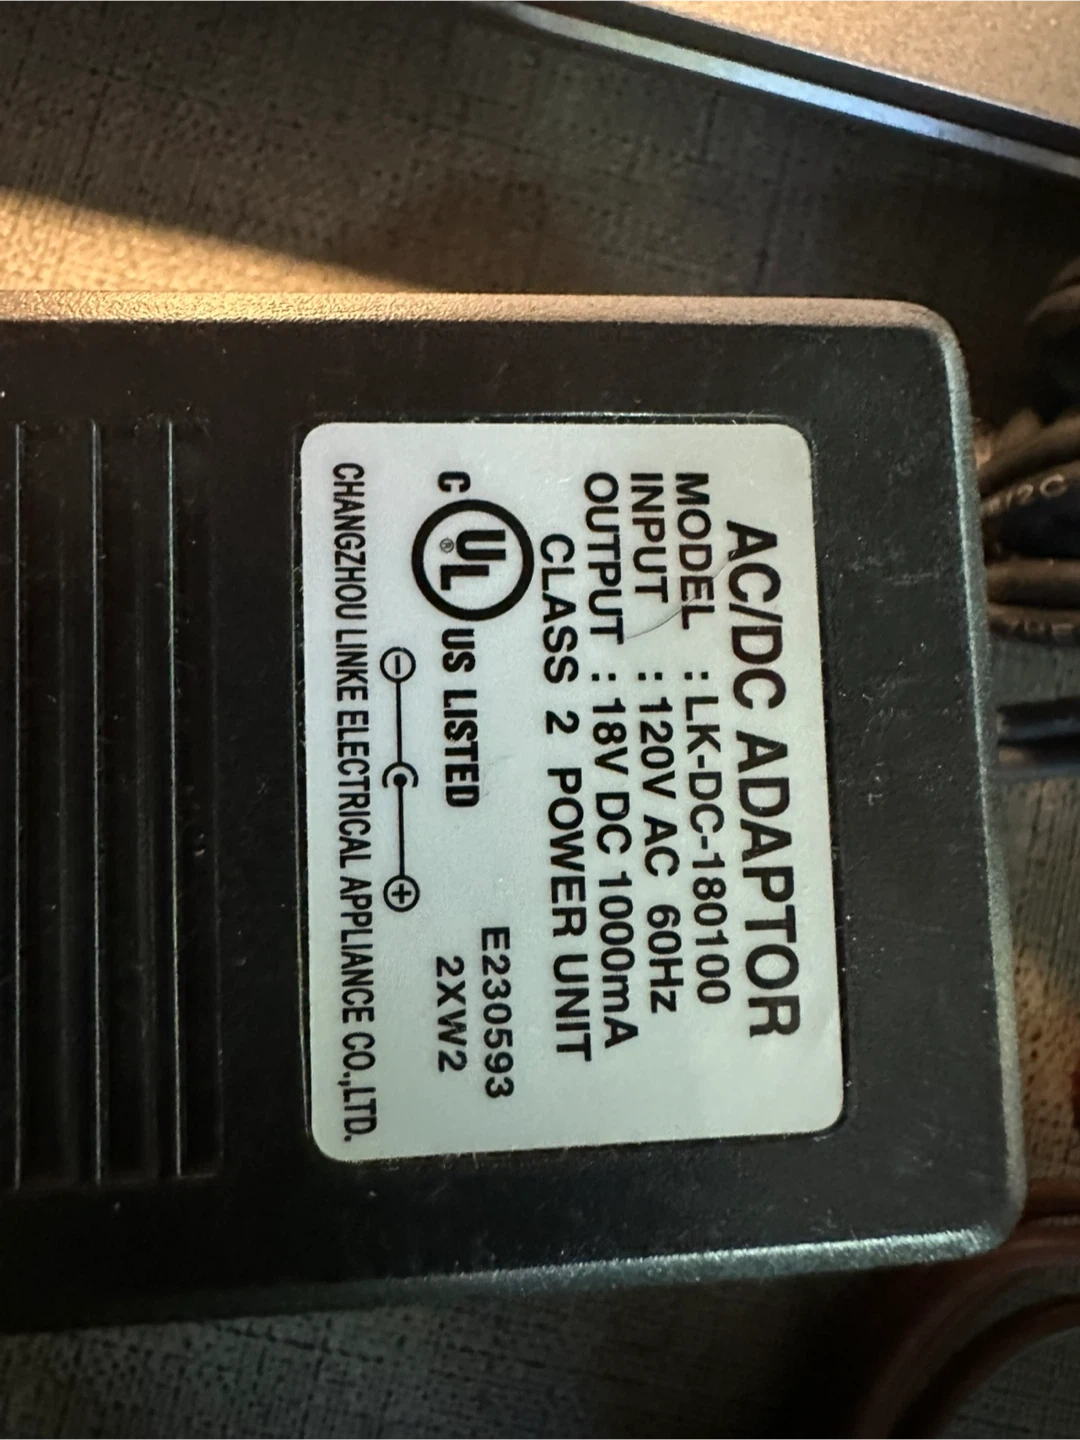 AC/DC ADAPTOR
MODEL : LK-DC-180100
INPUT : 120V AC 60Hz
OUTPUT : 18V DC 1000mA
CLASS 2 POWER UNIT
E230593
C UL® US LISTED 2XW2
CHANGZHOU LINKE ELECTRICAL APPLIANCE CO.,LTD.